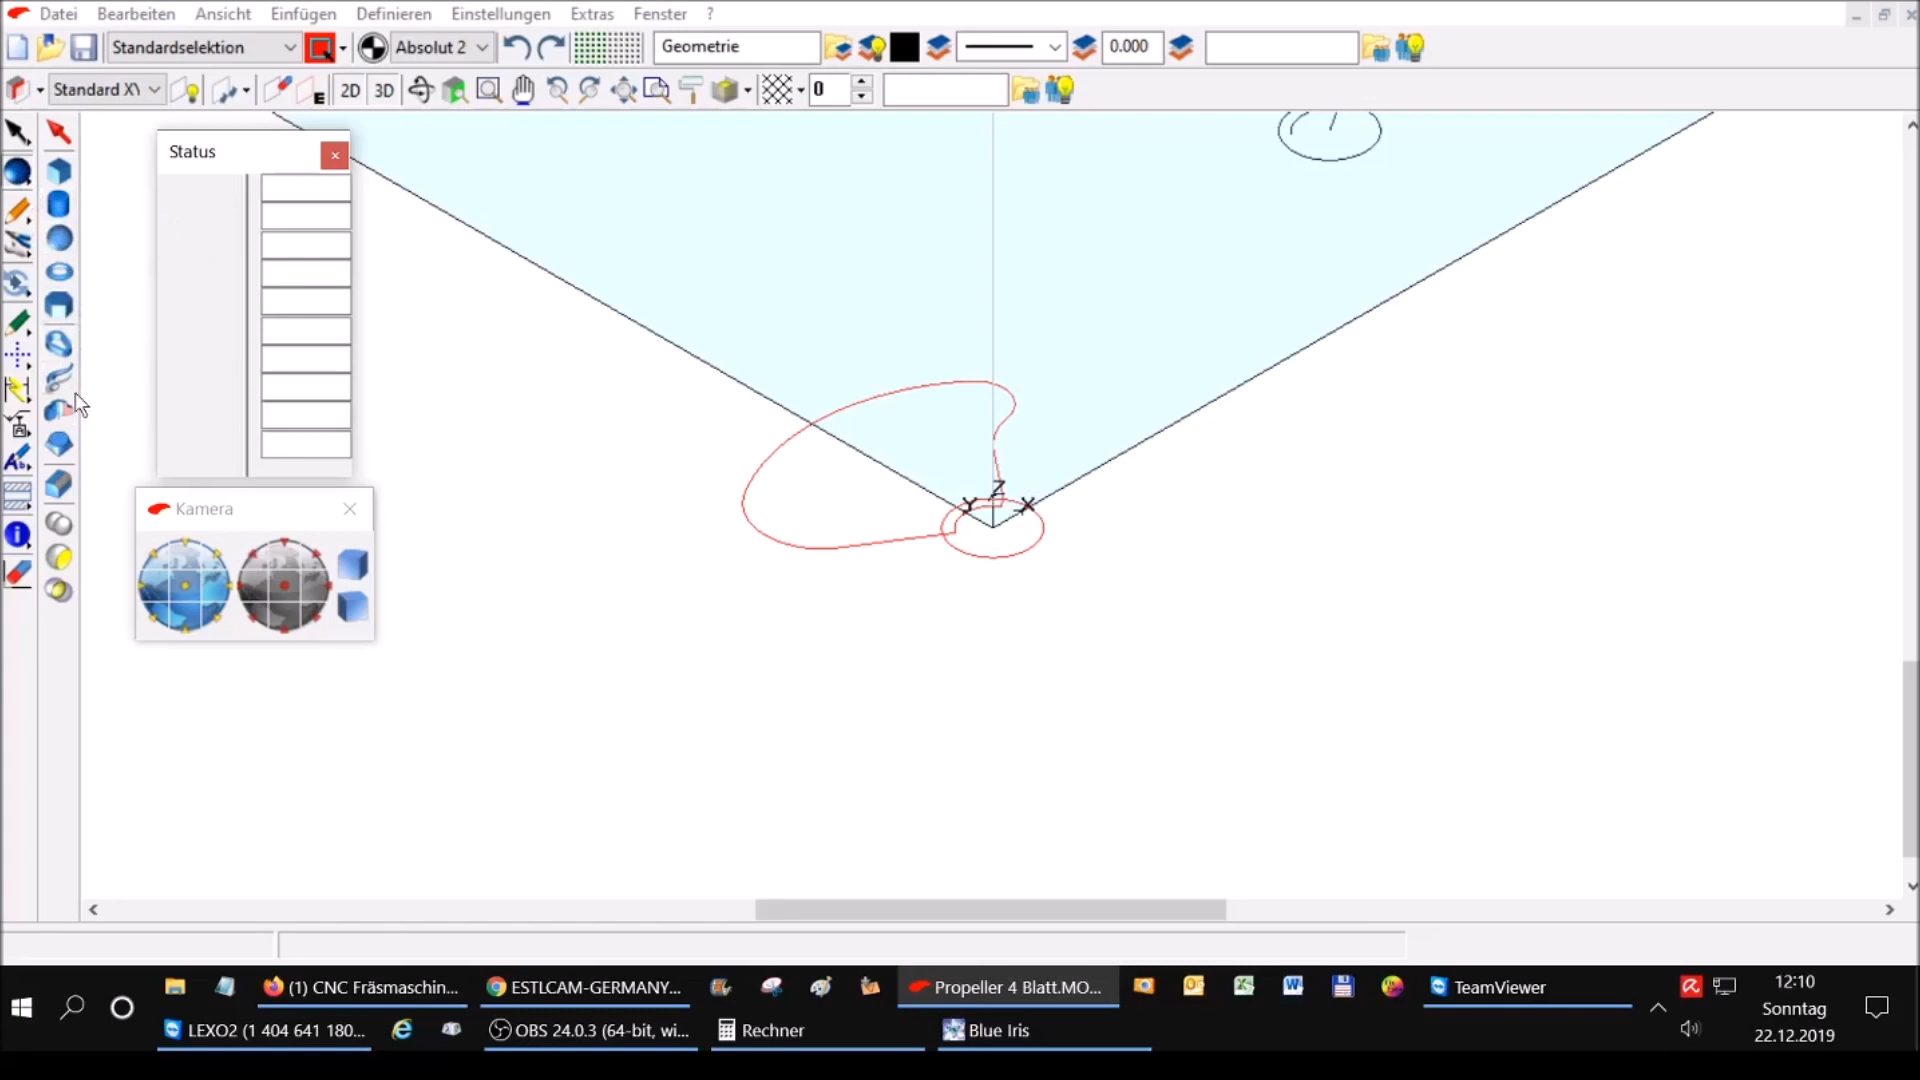 Datei Bearbeiten Ansicht Einfügen Definieren Einstellungen Extras Fenster ?
Standardselektion Absolut 2 Geometrie 0.000
Standard XY 2D 3D 0
Status
Kamera
Y Z X
(1) CNC Fräsmaschin... ESTLCAM-GERMANY... Propeller 4 Blatt.MO... TeamViewer 12:10
Sonntag
LEXO2 (1 404 641 180... OBS 24.0.3 (64-bit, wi... Rechner Blue Iris 22.12.2019